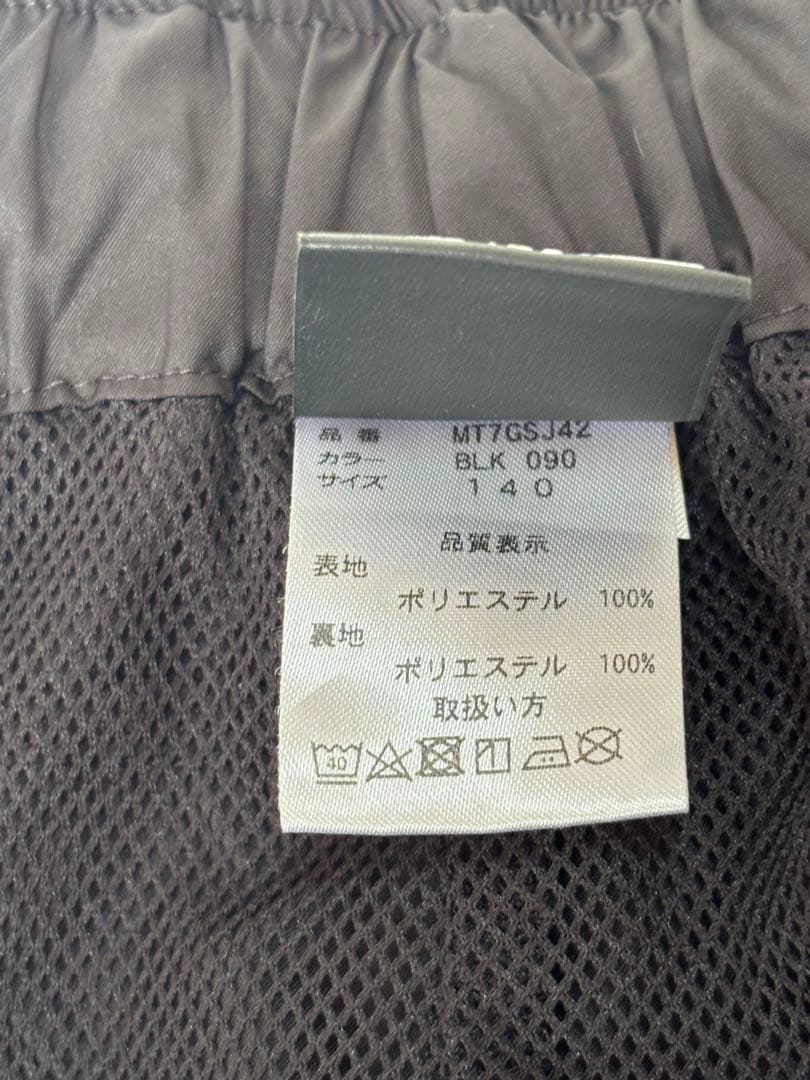 品番 MT7GSJ42
カラー BLK 090
サイズ 140
品質表示
表地
ポリエステル 100%
裏地
ポリエステル 100%
取扱い方
40